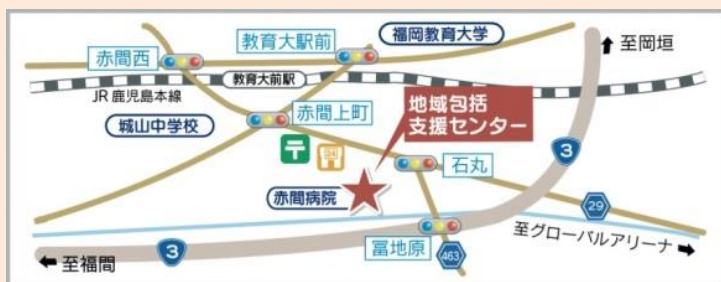 教育大駅前
福岡教育大学
赤間西
至岡垣
教育大前駅
JR 鹿児島本線
赤間上町
地域包括
支援センター
城山中学校
〒
24
石丸
3
赤間病院
29
冨地原
至グローバルアリーナ
3
463
至福間